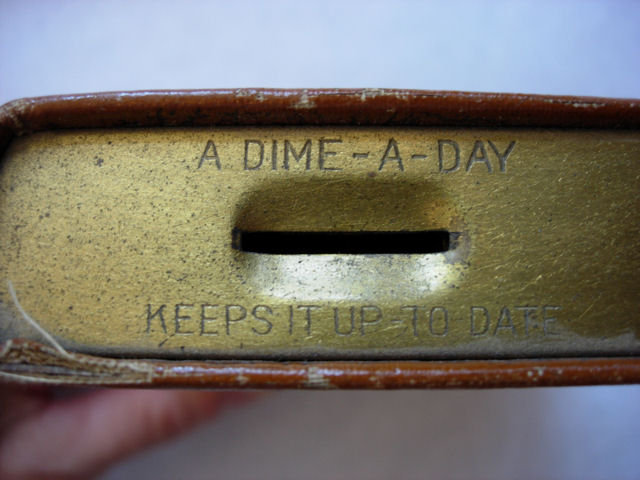 A DIME-A-DAY
KEEPS IT UP-TO DATE